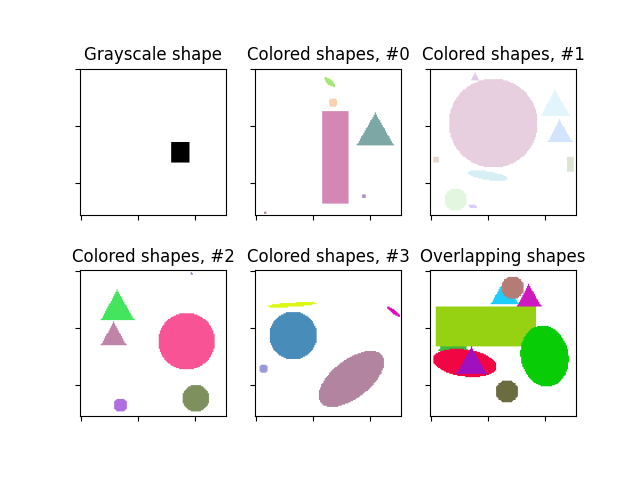 Grayscale shape
Colored shapes, #0
Colored shapes, #1
Colored shapes, #2
Colored shapes, #3
Overlapping shapes